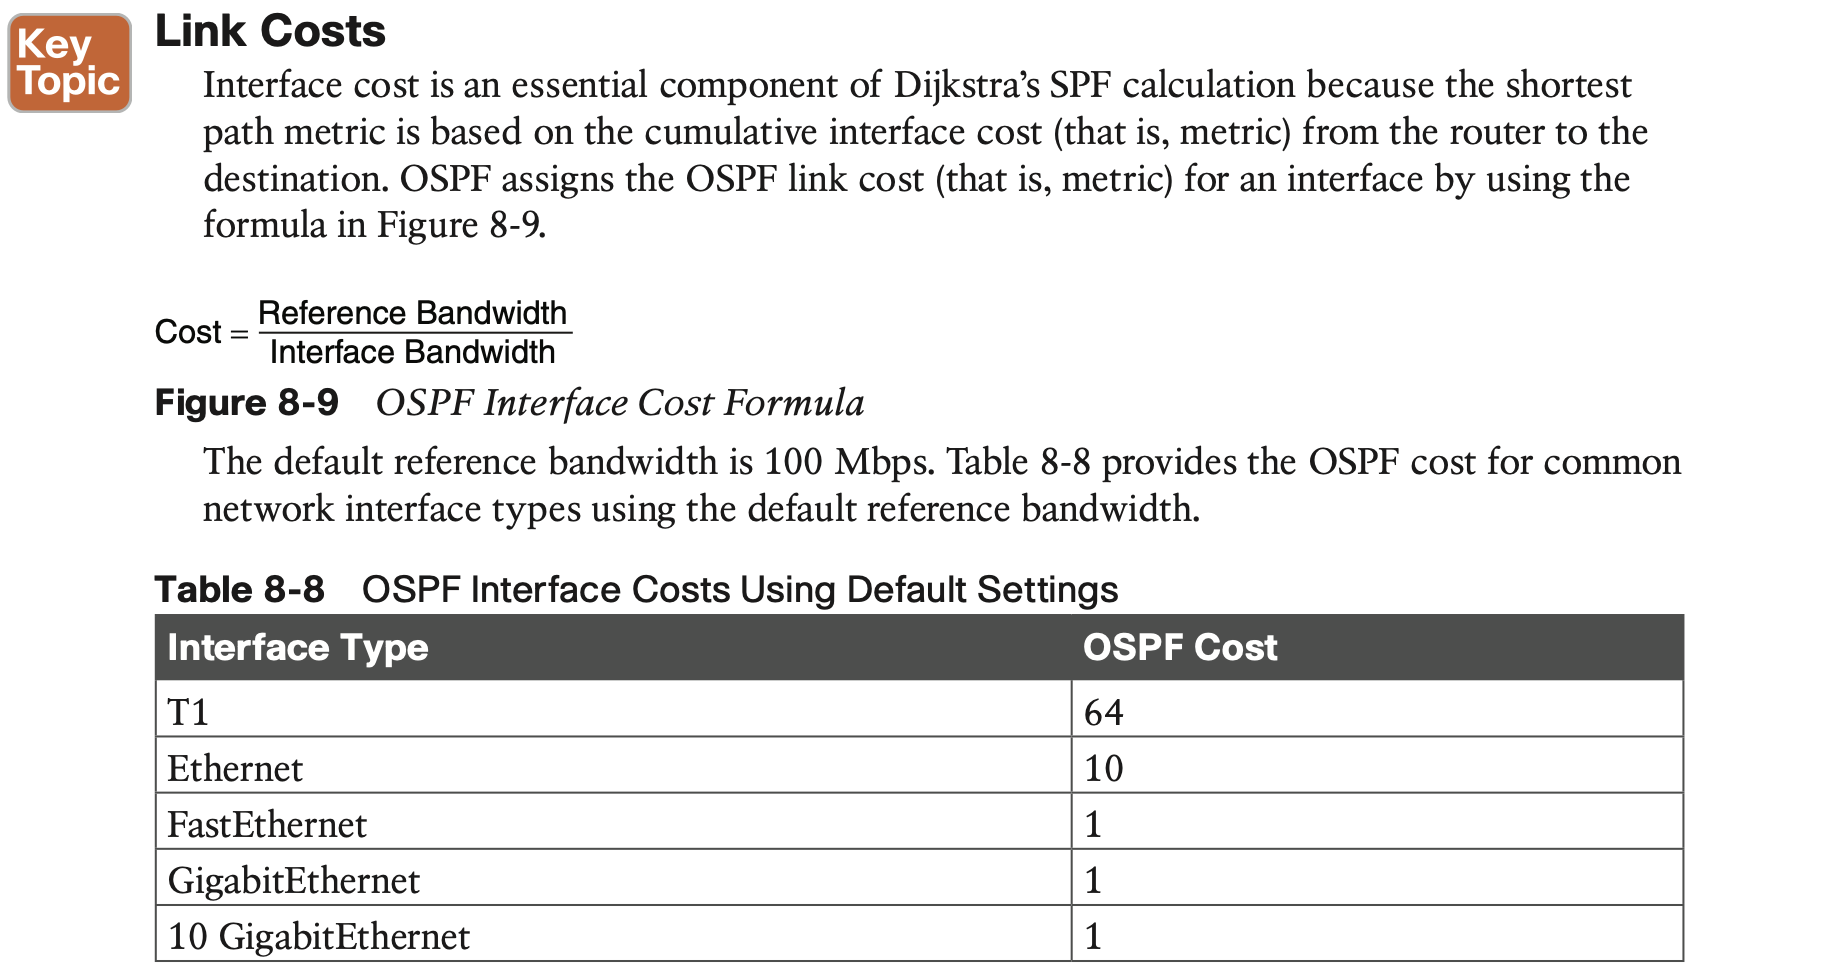 Key
Topic
Link Costs
Interface cost is an essential component of Dijkstra’s SPF calculation because the shortest
path metric is based on the cumulative interface cost (that is, metric) from the router to the
destination. OSPF assigns the OSPF link cost (that is, metric) for an interface by using the
formula in Figure 8-9.
Cost = Reference Bandwidth
Interface Bandwidth
Figure 8-9 OSPF Interface Cost Formula
The default reference bandwidth is 100 Mbps. Table 8-8 provides the OSPF cost for common
network interface types using the default reference bandwidth.
Table 8-8 OSPF Interface Costs Using Default Settings
Interface Type OSPF Cost
T1 64
Ethernet 10
FastEthernet 1
GigabitEthernet 1
10 GigabitEthernet 1